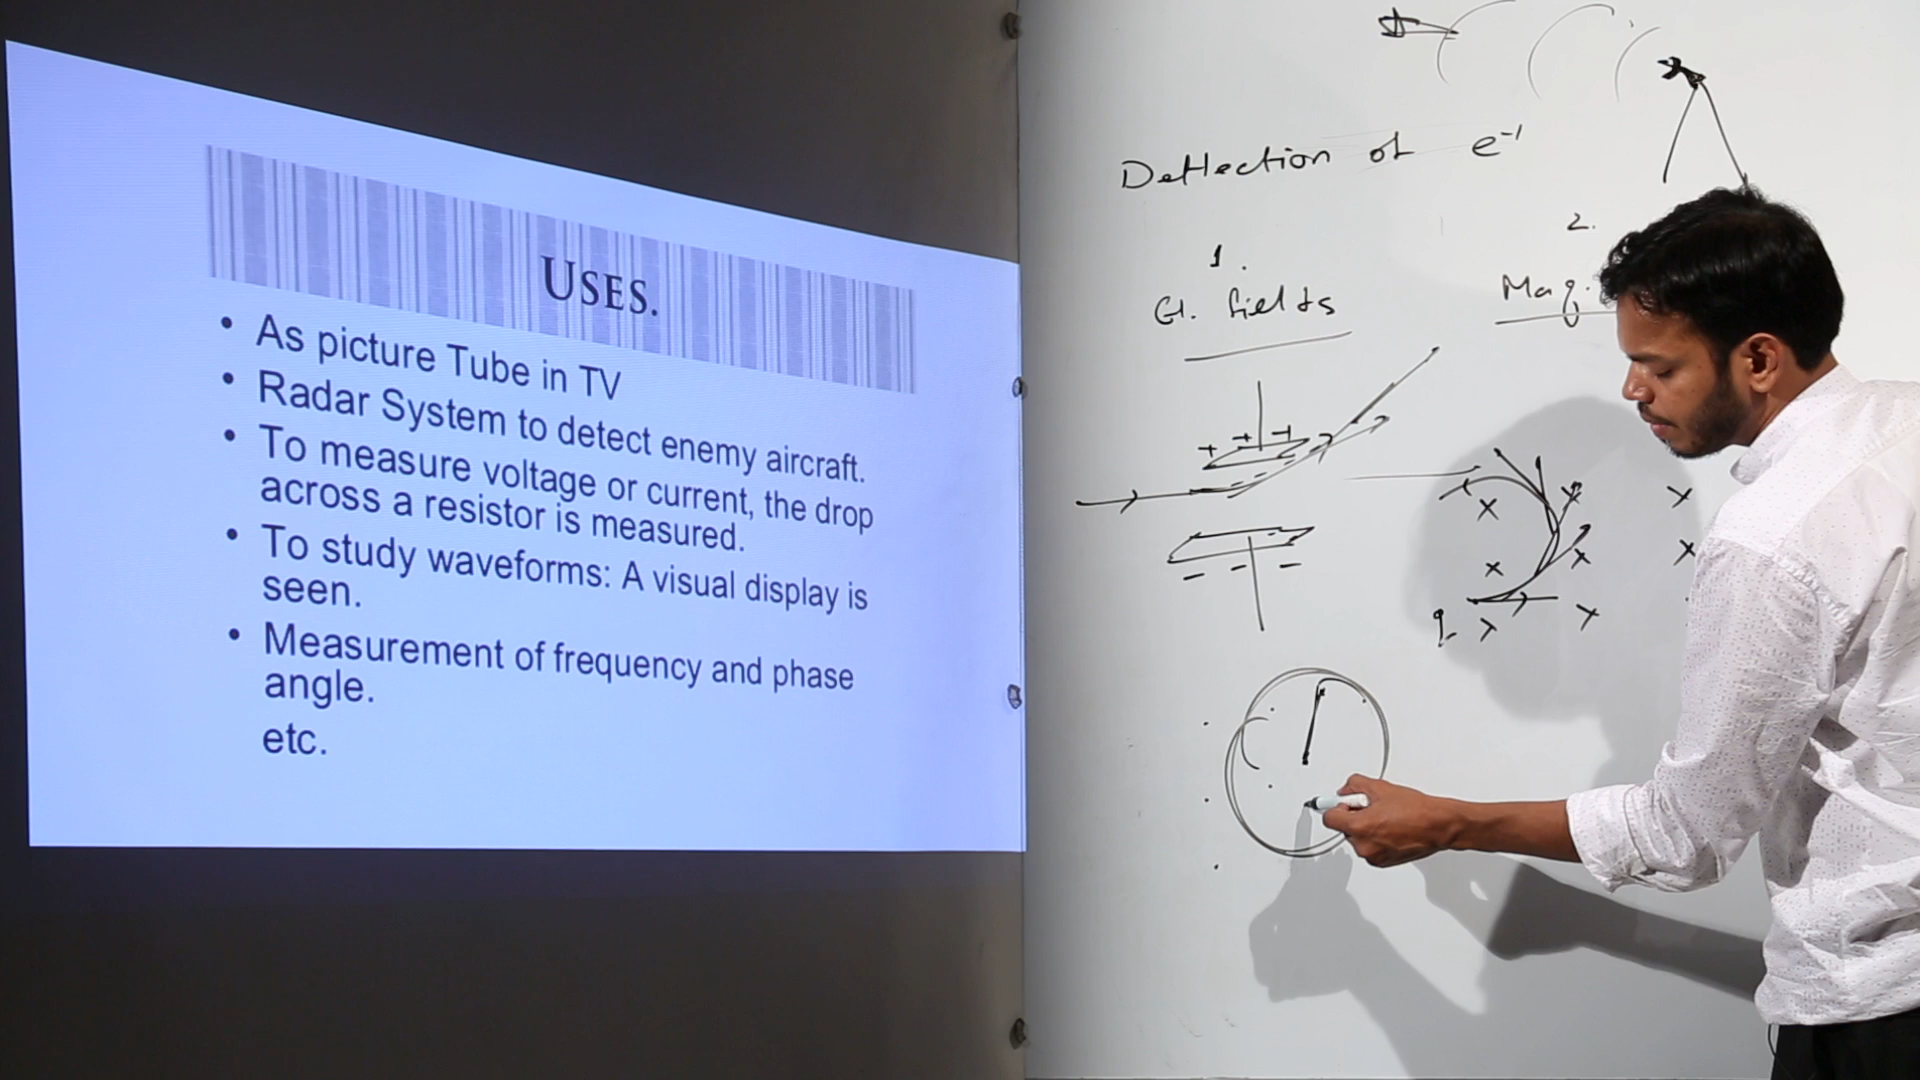 USES.
• As picture Tube in TV
• Radar System to detect enemy aircraft.
• To measure voltage or current, the drop
across a resistor is measured.
• To study waveforms: A visual display is
seen.
• Measurement of frequency and phase
angle.
etc.
Deflection of e⁻¹
1.
El. fields
2.
Mag.
+ + +
- - -
q
x x x
x x x
x x